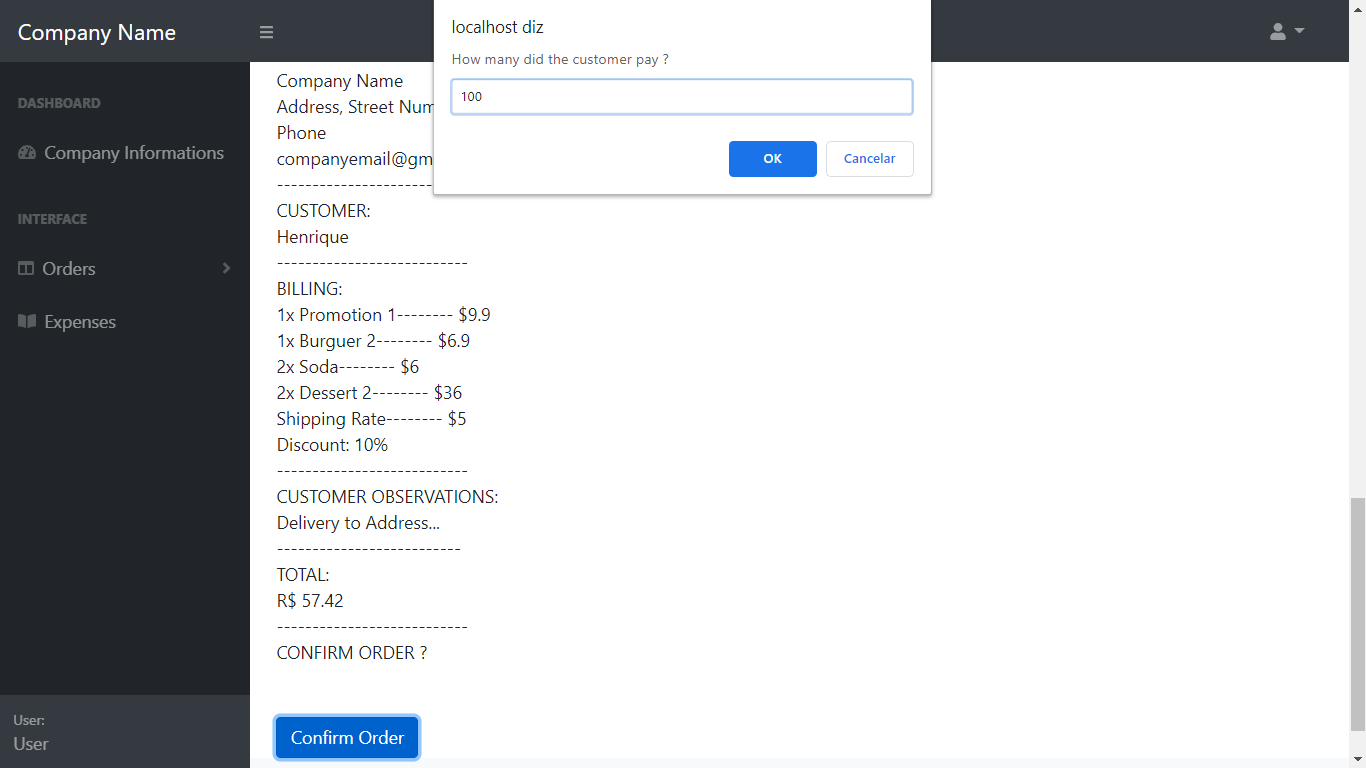 Company Name
localhost diz
How many did the customer pay ?
100
OK
Cancelar
DASHBOARD
Company Informations
INTERFACE
Orders
Expenses
User:
User
Company Name
Address, Street Num
Phone
companyemail@gm
--------------------------
CUSTOMER:
Henrique
---------------------------
BILLING:
1x Promotion 1-------- $9.9
1x Burguer 2-------- $6.9
2x Soda-------- $6
2x Dessert 2-------- $36
Shipping Rate-------- $5
Discount: 10%
---------------------------
CUSTOMER OBSERVATIONS:
Delivery to Address...
--------------------------
TOTAL:
R$ 57.42
---------------------------
CONFIRM ORDER ?
Confirm Order